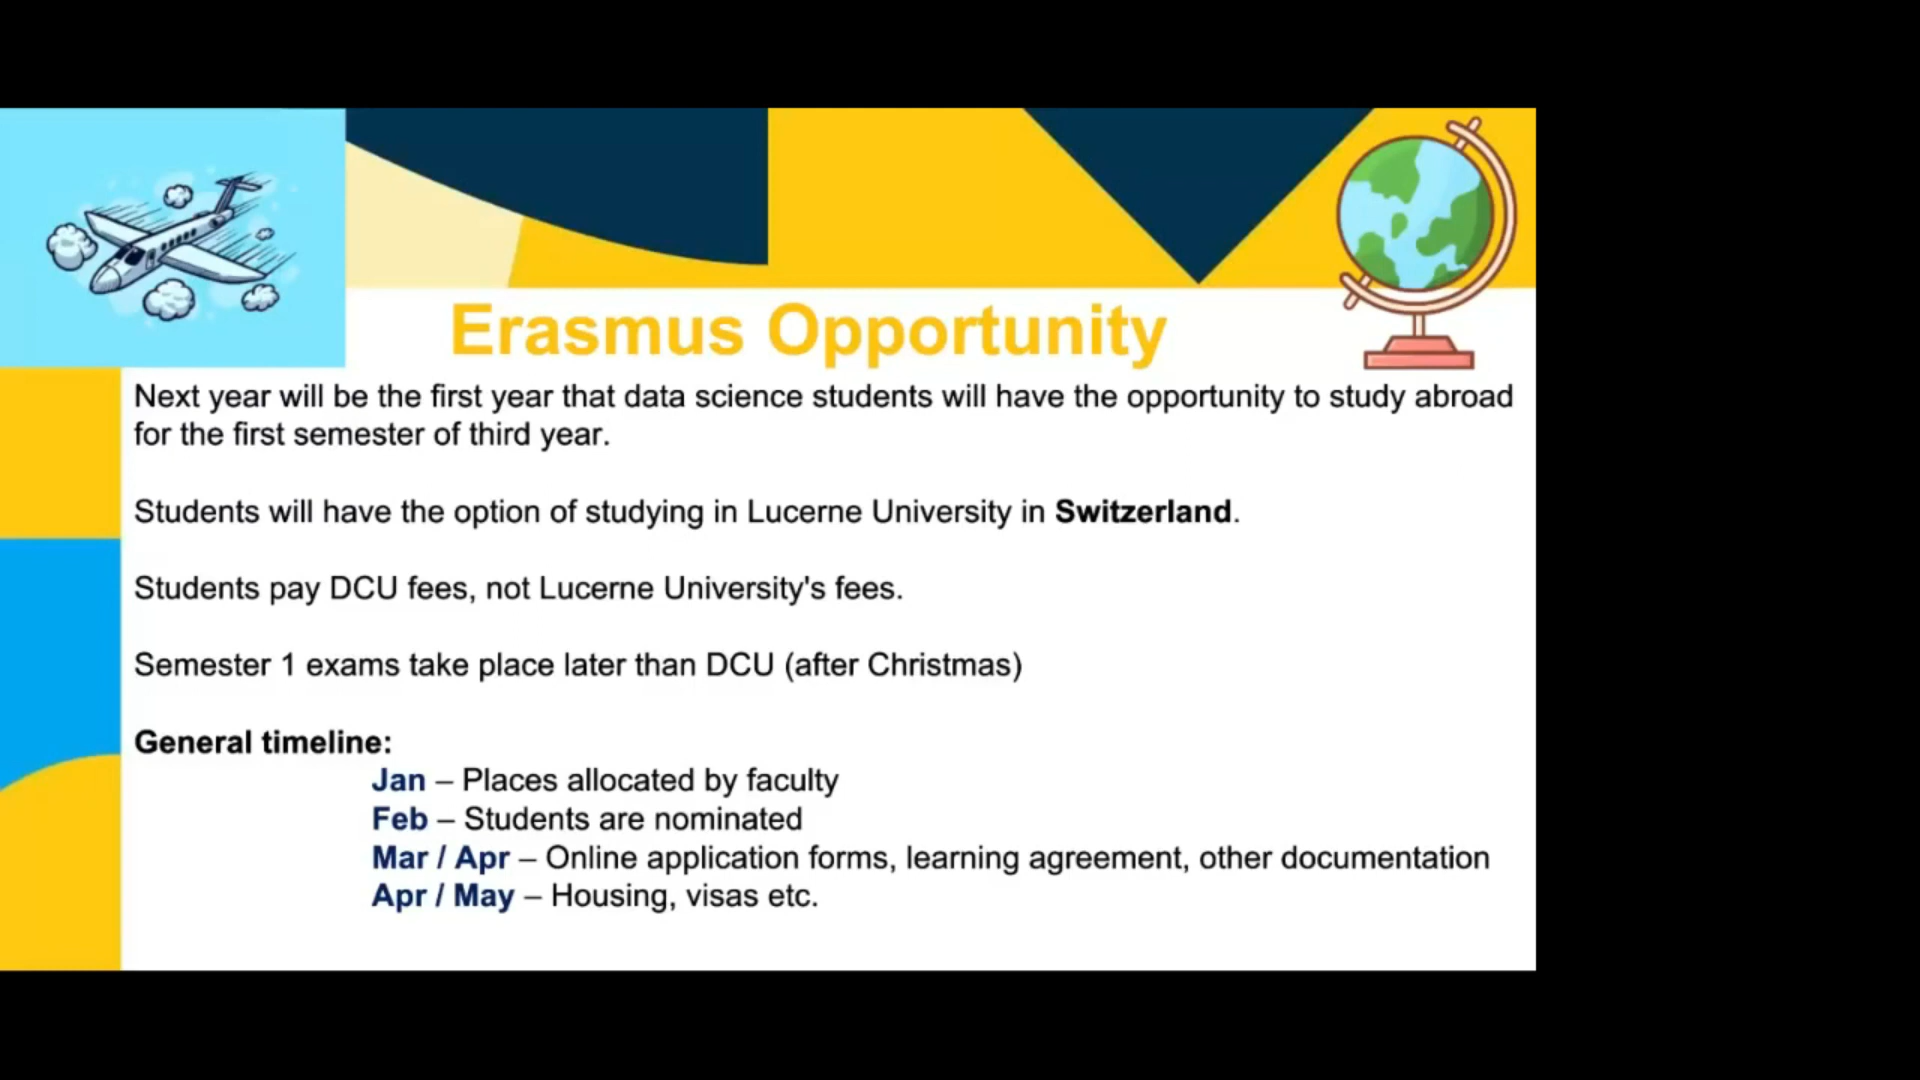 Erasmus Opportunity
Next year will be the first year that data science students will have the opportunity to study abroad
for the first semester of third year.
Students will have the option of studying in Lucerne University in Switzerland.
Students pay DCU fees, not Lucerne University's fees.
Semester 1 exams take place later than DCU (after Christmas)
General timeline:
Jan – Places allocated by faculty
Feb – Students are nominated
Mar / Apr – Online application forms, learning agreement, other documentation
Apr / May – Housing, visas etc.